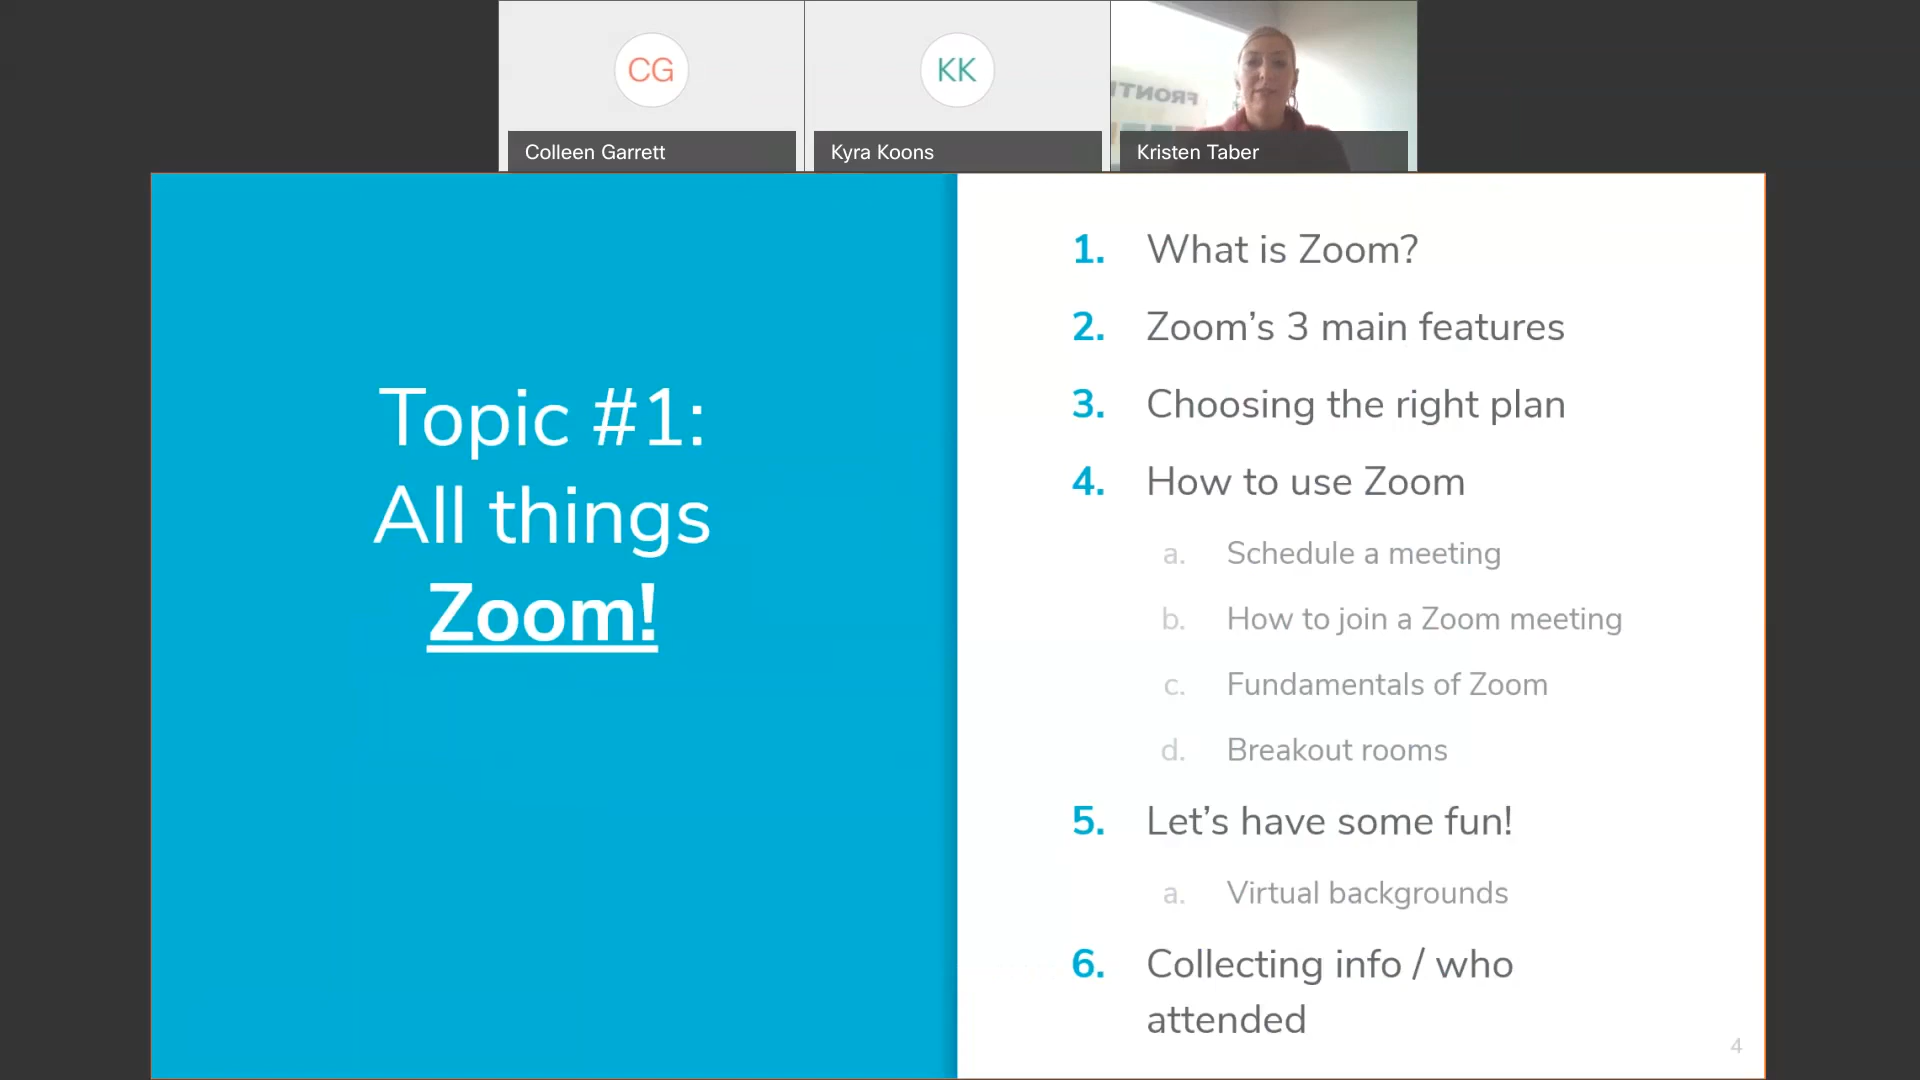 CG
KK
FRONTI
Colleen Garrett
Kyra Koons
Kristen Taber
Topic #1:
All things
Zoom!
1. What is Zoom?
2. Zoom’s 3 main features
3. Choosing the right plan
4. How to use Zoom
a. Schedule a meeting
b. How to join a Zoom meeting
c. Fundamentals of Zoom
d. Breakout rooms
5. Let’s have some fun!
a. Virtual backgrounds
6. Collecting info / who
attended
4